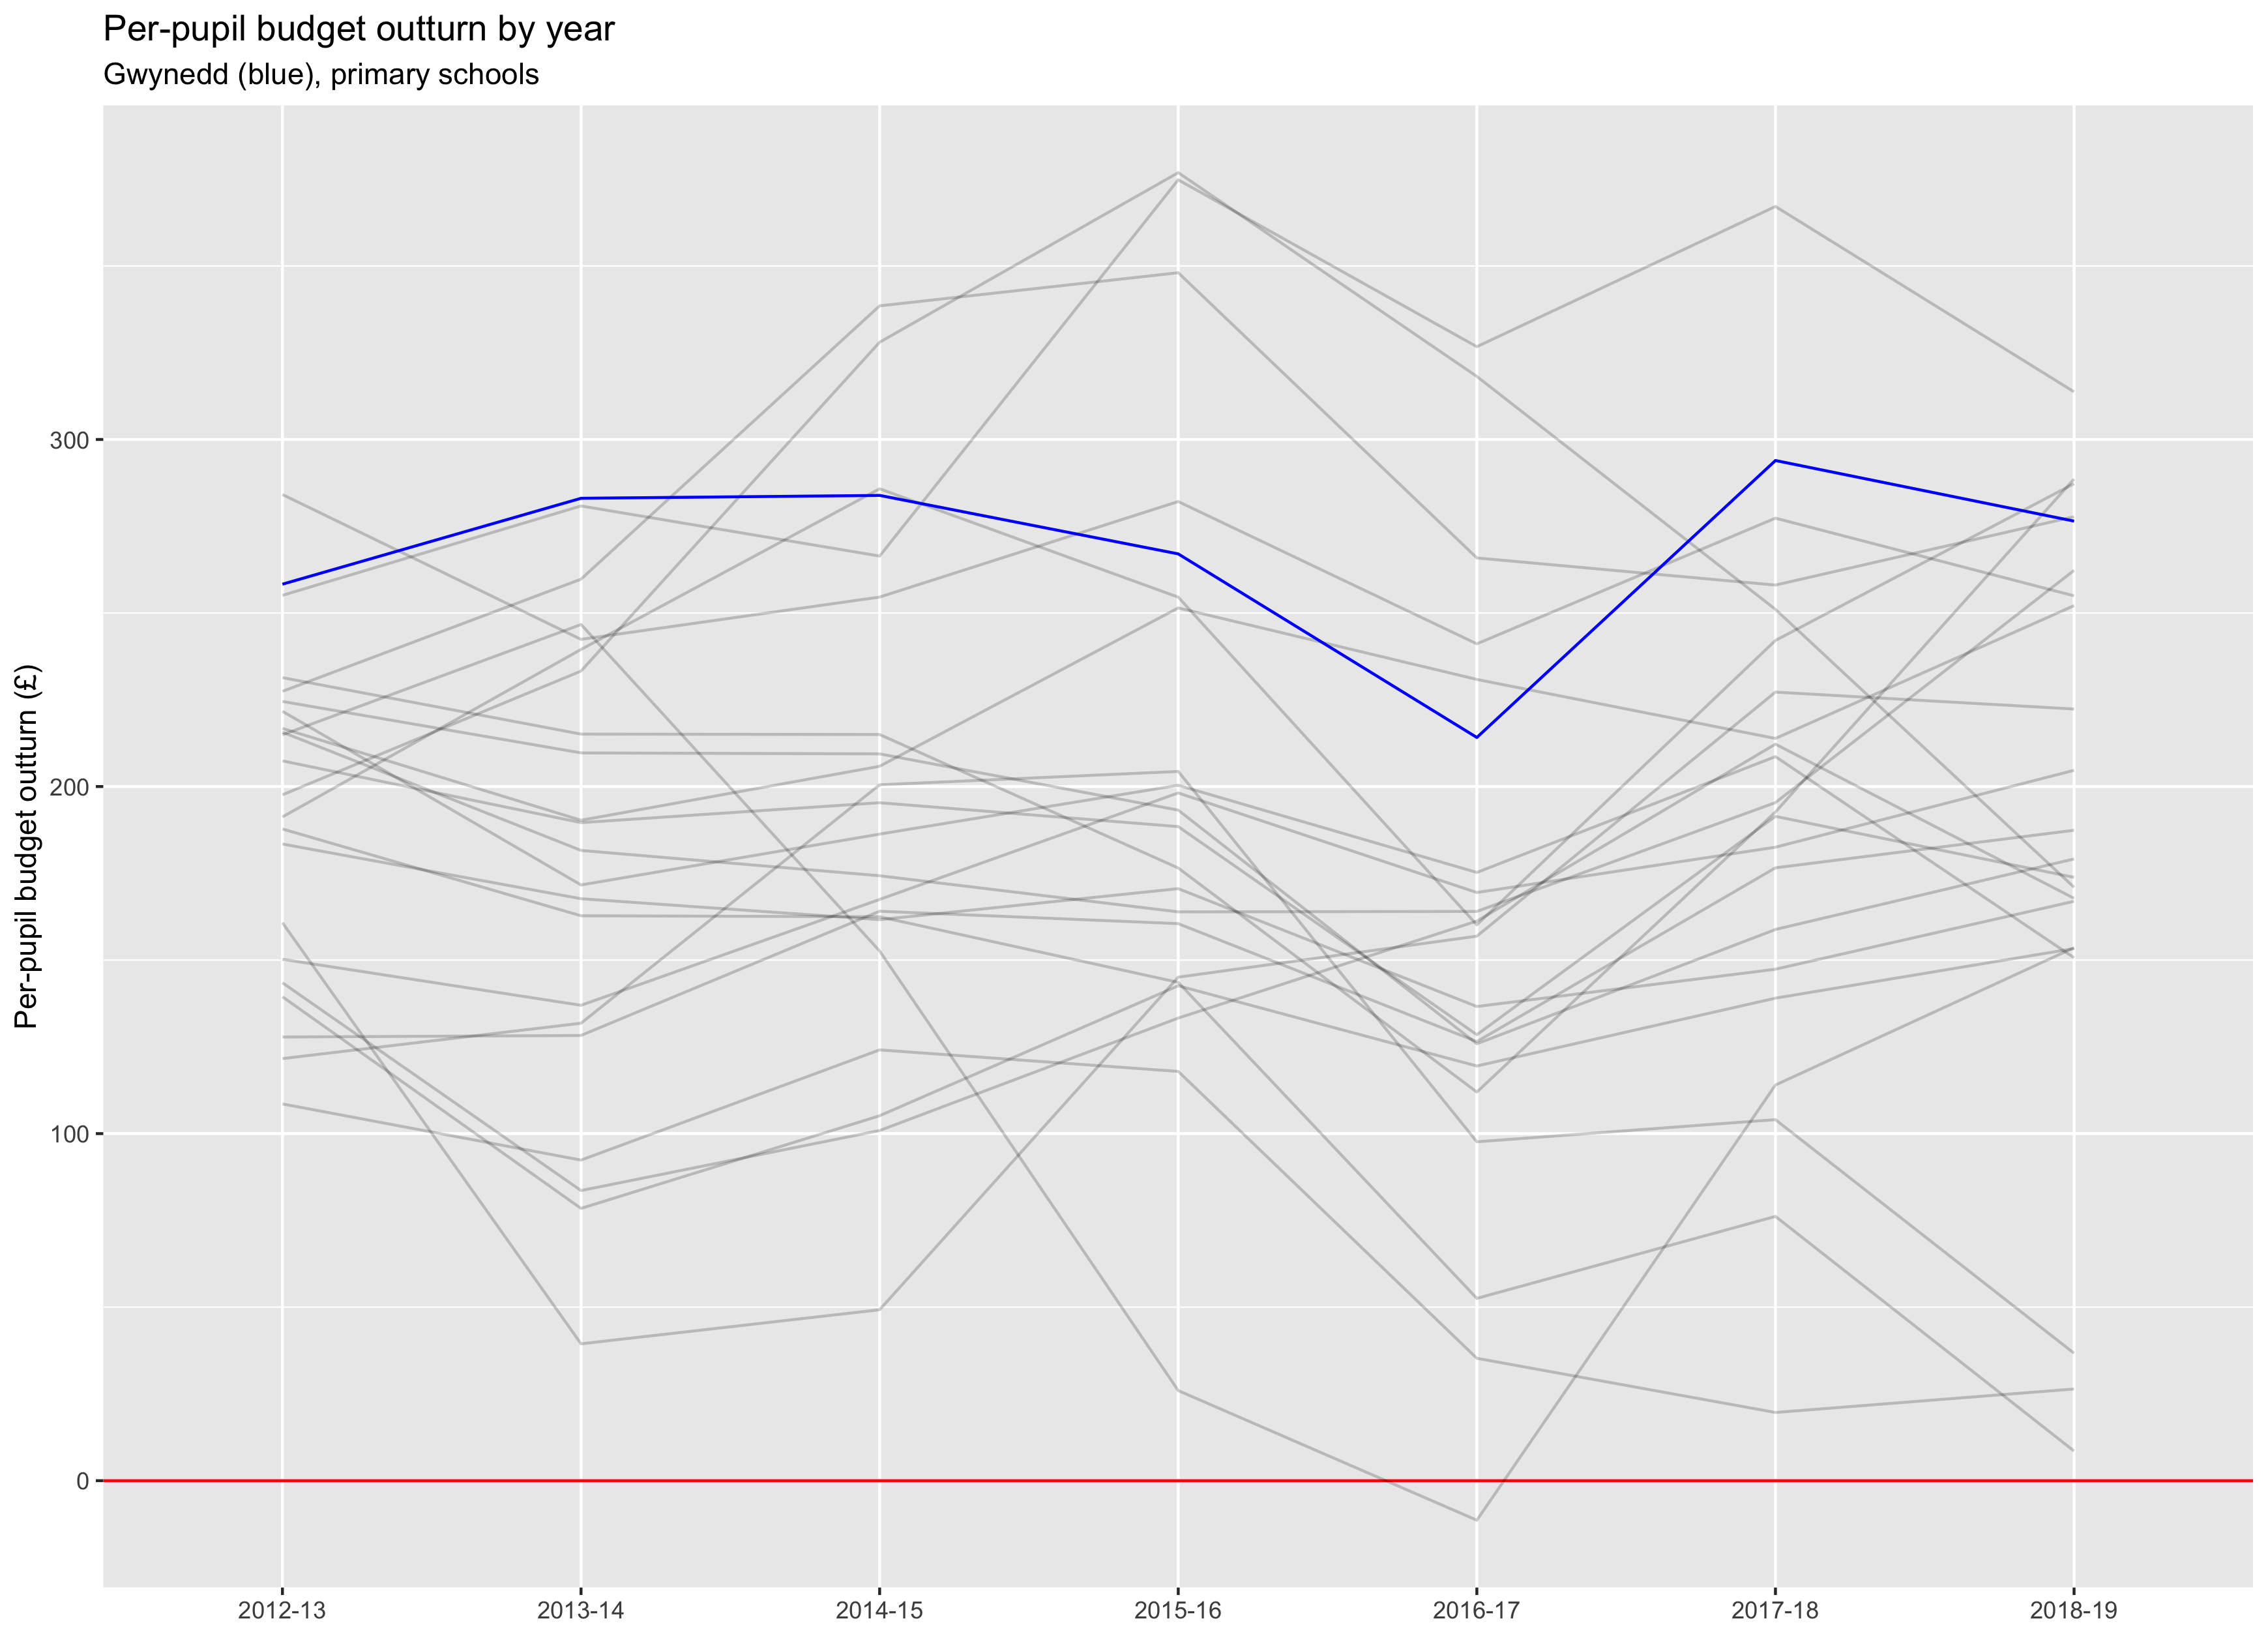 Per-pupil budget outturn by year
Gwynedd (blue), primary schools
Per-pupil budget outturn (£)
300
200
100
0
2012-13 2013-14 2014-15 2015-16 2016-17 2017-18 2018-19